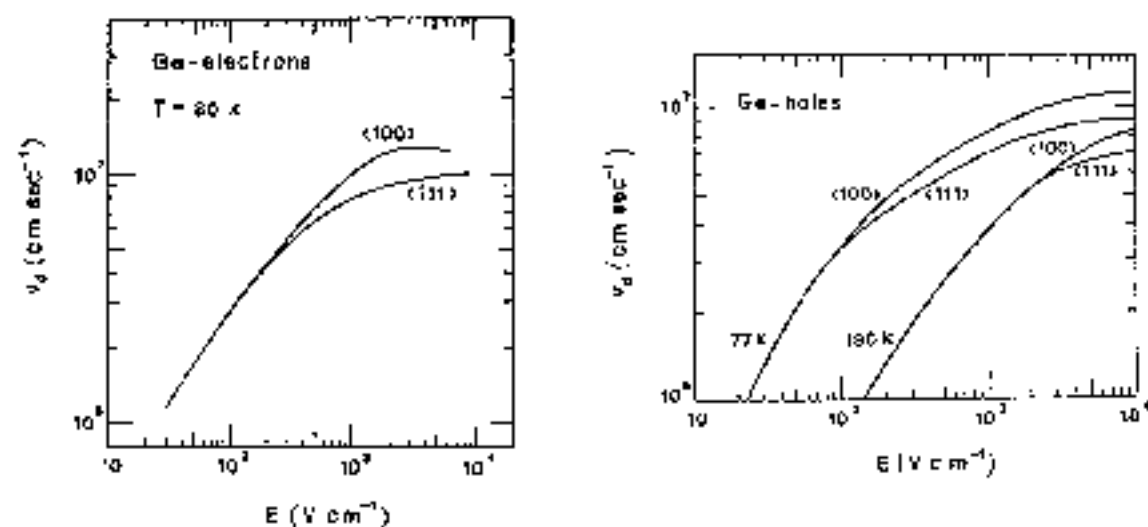 Ge-electrons
T = 80 K
<100>
<111>
10⁷
10⁶
10
10²
10³
10⁴
v_d (cm sec⁻¹)
E (V cm⁻¹)
Ge-holes
<100>
<111>
<100>
<111>
77 K
190 K
10⁷
10⁶
10
10²
10³
10⁴
v_d (cm sec⁻¹)
E (V cm⁻¹)